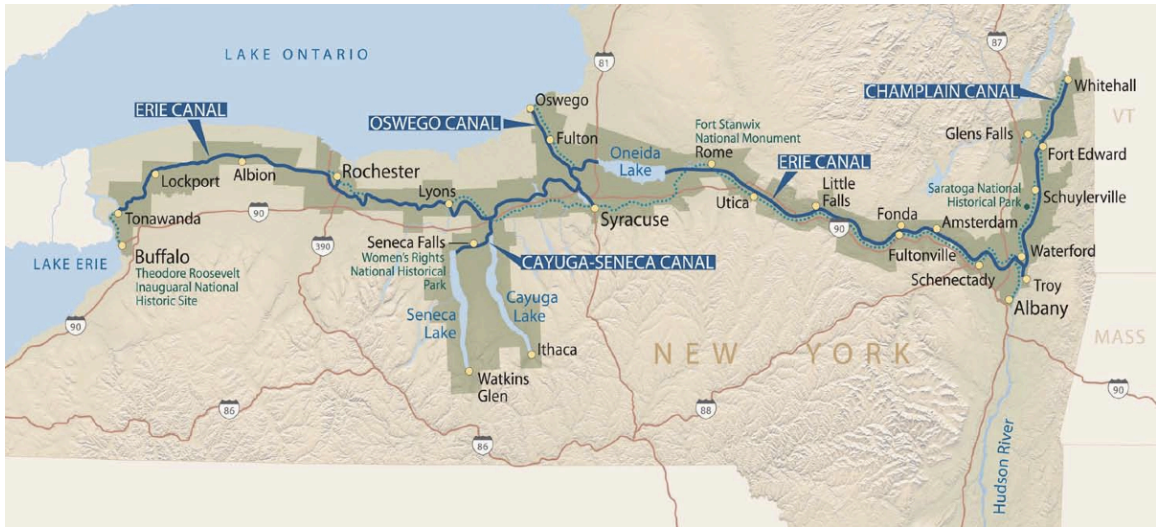 LAKE ONTARIO
81
87
ERIE CANAL
OSWEGO CANAL
Oswego
Fulton
CHAMPLAIN CANAL
Whitehall
VT
Glens Falls
Fort Edward
Fort Stanwix
National Monument
Rome
ERIE CANAL
Oneida
Lake
Lockport
Albion
Rochester
Lyons
Syracuse
Utica
Little
Falls
Saratoga National
Historical Park
Schuylerville
Tonawanda
90
390
90
Fonda
Amsterdam
Fultonville
Schenectady
Waterford
Troy
Albany
Buffalo
Theodore Roosevelt
Inaugural National
Historic Site
LAKE ERIE
Seneca Falls
Women's Rights
National Historical
Park
CAYUGA-SENECA CANAL
Seneca
Lake
Cayuga
Lake
Ithaca
Watkins
Glen
NEW YORK
MASS
90
90
86
86
88
Hudson River